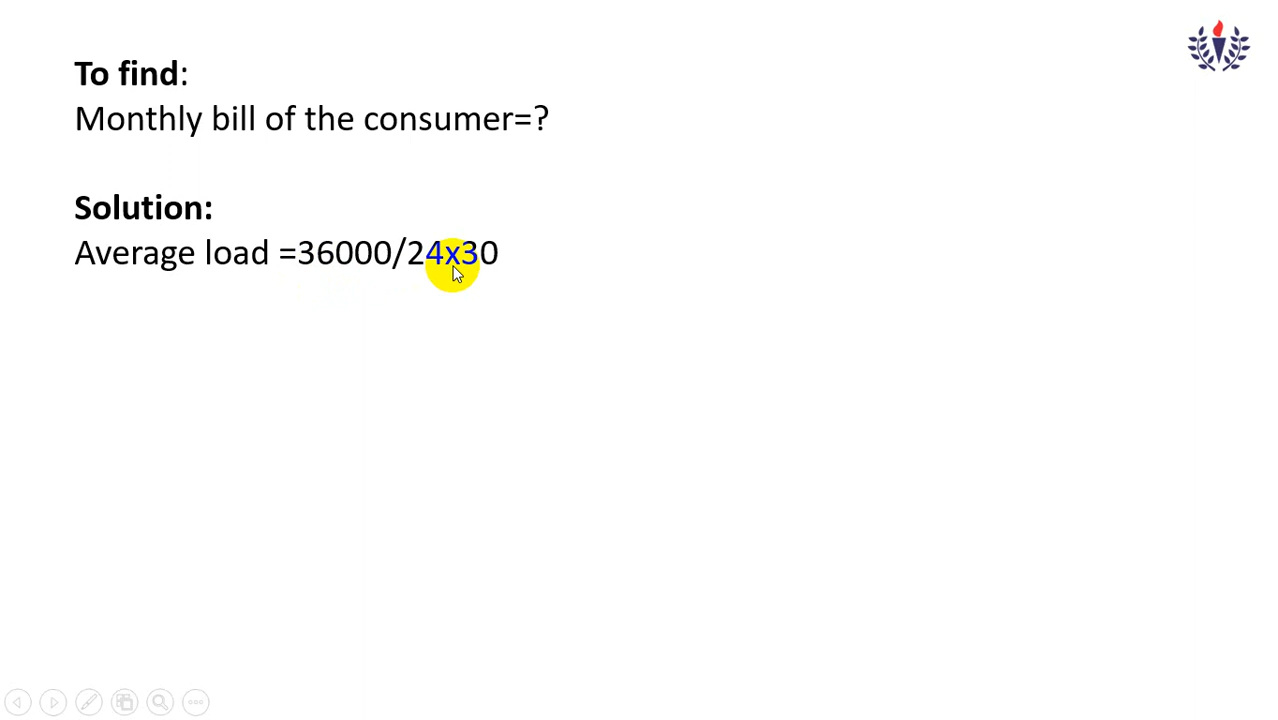 To find:
Monthly bill of the consumer=?
Solution:
Average load =36000/24x30